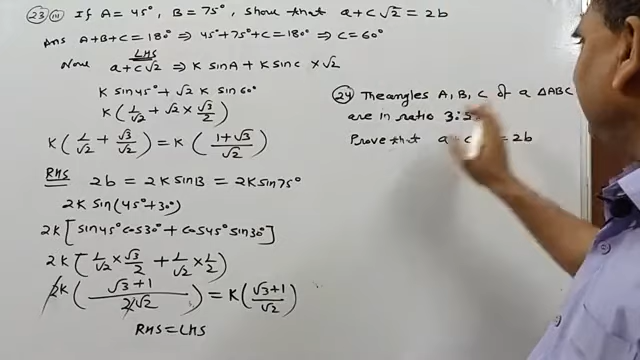 23 iii If A = 45°, B = 75°, Show that a+c√2 = 2b
Ans A+B+C = 180° ⇒ 45°+75°+C = 180° ⇒ C = 60°
LHS
Now a+c√2 ⇒ K sinA + K sinC ×√2
K sin45° + √2 K sin60°
K(1/√2 + √2 × √3/2)
K(1/√2 + √3/√2) = K((1+√3)/√2)
RHS 2b = 2K sinB = 2K sin75°
2K sin(45°+30°)
2K[sin45° cos30° + cos45° sin30°]
2K[1/√2 × √3/2 + 1/√2 × 1/2]
2K((√3+1)/2√2) = K((√3+1)/√2)
RHS = LHS
24 The angles A, B, C of a △ABC
are in ratio 3:5
Prove that a+c = 2b